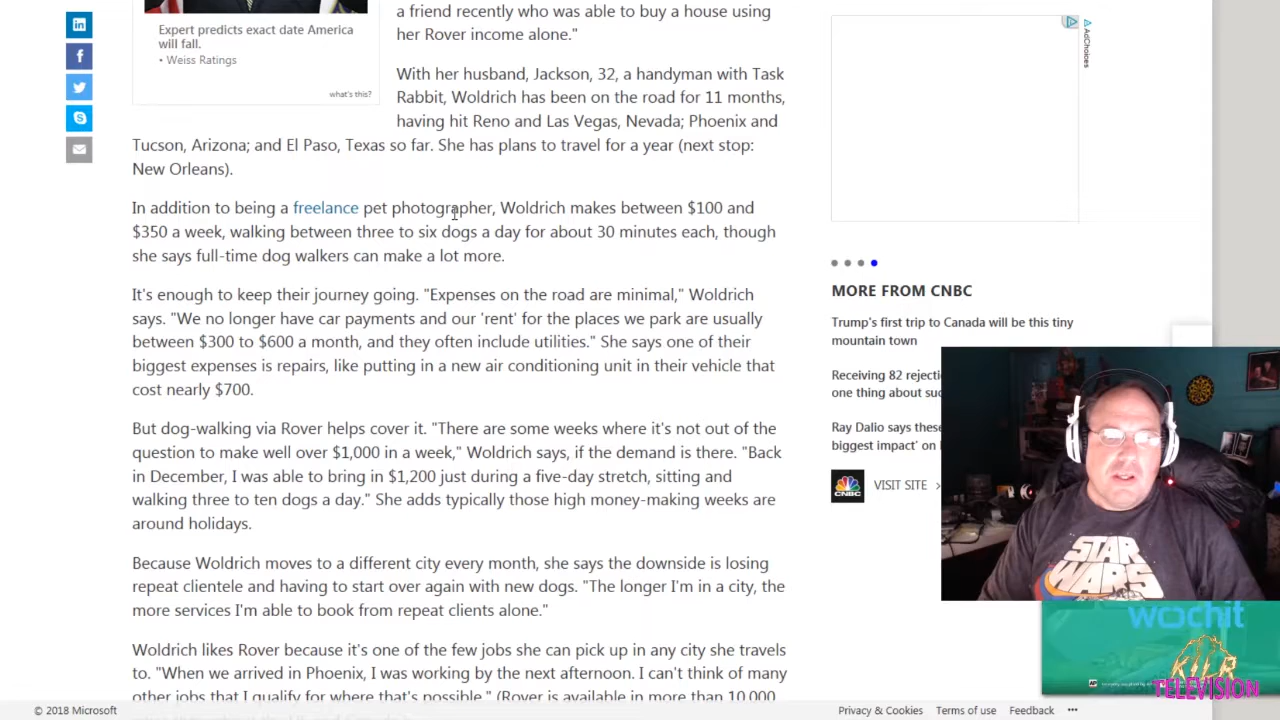 a friend recently who was able to buy a house using
her Rover income alone."
Expert predicts exact date America
will fall.
• Weiss Ratings
what's this?
With her husband, Jackson, 32, a handyman with Task
Rabbit, Woldrich has been on the road for 11 months,
having hit Reno and Las Vegas, Nevada; Phoenix and
Tucson, Arizona; and El Paso, Texas so far. She has plans to travel for a year (next stop:
New Orleans).
In addition to being a freelance pet photographer, Woldrich makes between $100 and
$350 a week, walking between three to six dogs a day for about 30 minutes each, though
she says full-time dog walkers can make a lot more.
It's enough to keep their journey going. "Expenses on the road are minimal," Woldrich
says. "We no longer have car payments and our 'rent' for the places we park are usually
between $300 to $600 a month, and they often include utilities." She says one of their
biggest expenses is repairs, like putting in a new air conditioning unit in their vehicle that
cost nearly $700.
But dog-walking via Rover helps cover it. "There are some weeks where it's not out of the
question to make well over $1,000 in a week," Woldrich says, if the demand is there. "Back
in December, I was able to bring in $1,200 just during a five-day stretch, sitting and
walking three to ten dogs a day." She adds typically those high money-making weeks are
around holidays.
Because Woldrich moves to a different city every month, she says the downside is losing
repeat clientele and having to start over again with new dogs. "The longer I'm in a city, the
more services I'm able to book from repeat clients alone."
Woldrich likes Rover because it's one of the few jobs she can pick up in any city she travels
to. "When we arrived in Phoenix, I was working by the next afternoon. I can't think of many
other jobs that I qualify for where that's possible." (Rover is available in more than 10,000
AdChoices
MORE FROM CNBC
Trump's first trip to Canada will be this tiny
mountain town
Receiving 82 rejecti
one thing about suc
Ray Dalio says these
biggest impact' on
CNBC
VISIT SITE
STAR
WARS
wochit
KILR
TELEVISION
© 2018 Microsoft
Privacy & Cookies
Terms of use
Feedback